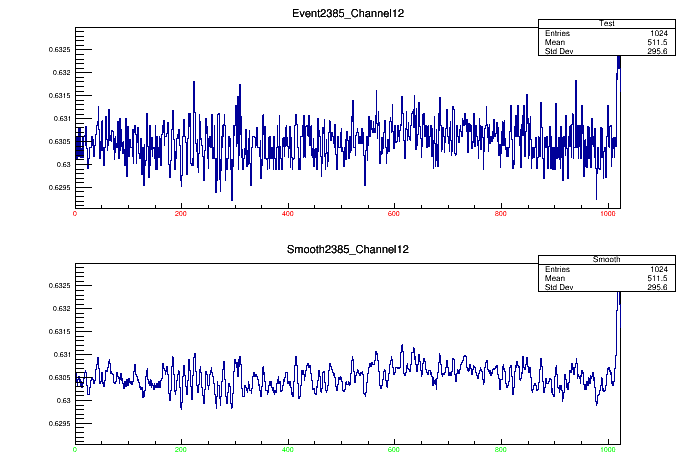 Event2385_Channel12
Test
Entries 1024
Mean 511.5
Std Dev 295.6
0.6325
0.632
0.6315
0.631
0.6305
0.63
0.6295
0 200 400 600 800 1000
Smooth2385_Channel12
Smooth
Entries 1024
Mean 511.5
Std Dev 295.6
0.6325
0.632
0.6315
0.631
0.6305
0.63
0.6295
0 200 400 600 800 1000